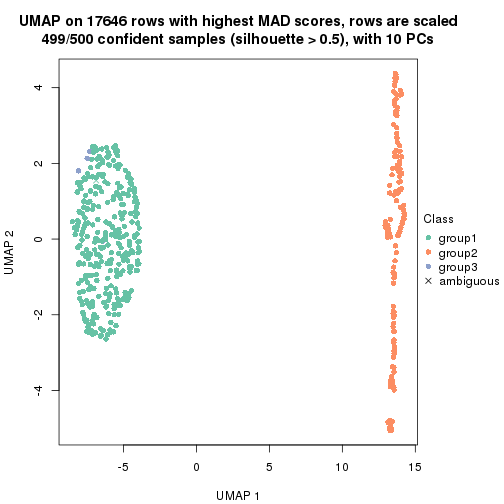 UMAP on 17646 rows with highest MAD scores, rows are scaled
499/500 confident samples (silhouette > 0.5), with 10 PCs
4
2
0
-2
-4
UMAP 2
-5
0
5
10
15
UMAP 1
Class
group1
group2
group3
ambiguous